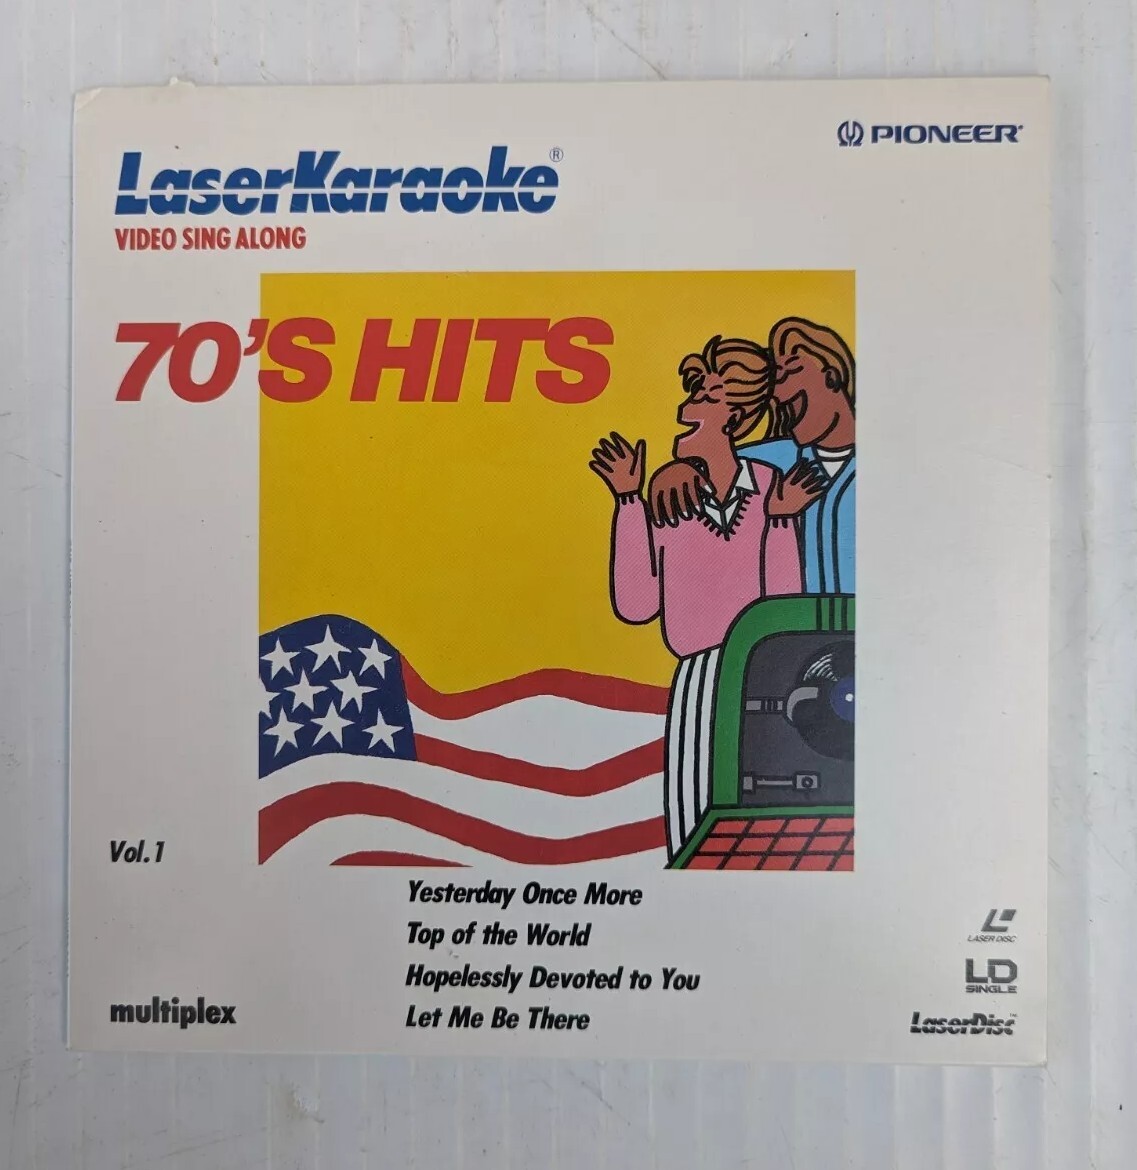 PIONEER®
LaserKaraoke®
VIDEO SING ALONG
70'S HITS
Vol.1
Yesterday Once More
Top of the World
Hopelessly Devoted to You
Let Me Be There
multiplex
LASER DISC
LD
SINGLE
LaserDisc™